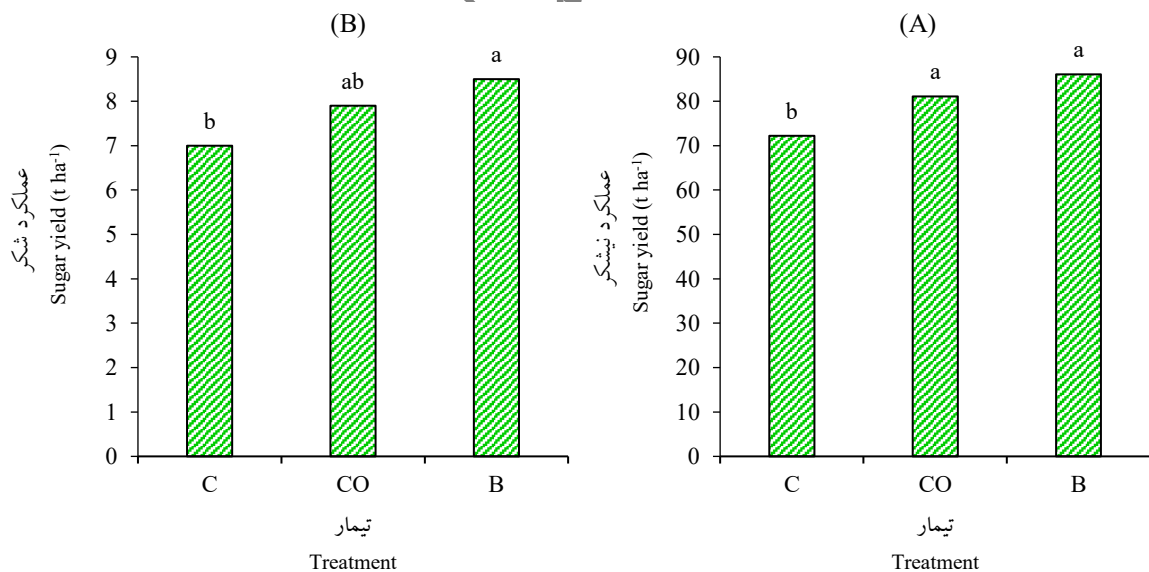 (B)
9
8
7
6
5
4
3
2
1
0
b
ab
a
C
CO
B
عملکرد شکر
Sugar yield (t ha-1)
تیمار
Treatment
(A)
90
80
70
60
50
40
30
20
10
0
b
a
a
C
CO
B
عملکرد نیشکر
Sugar yield (t ha-1)
تیمار
Treatment